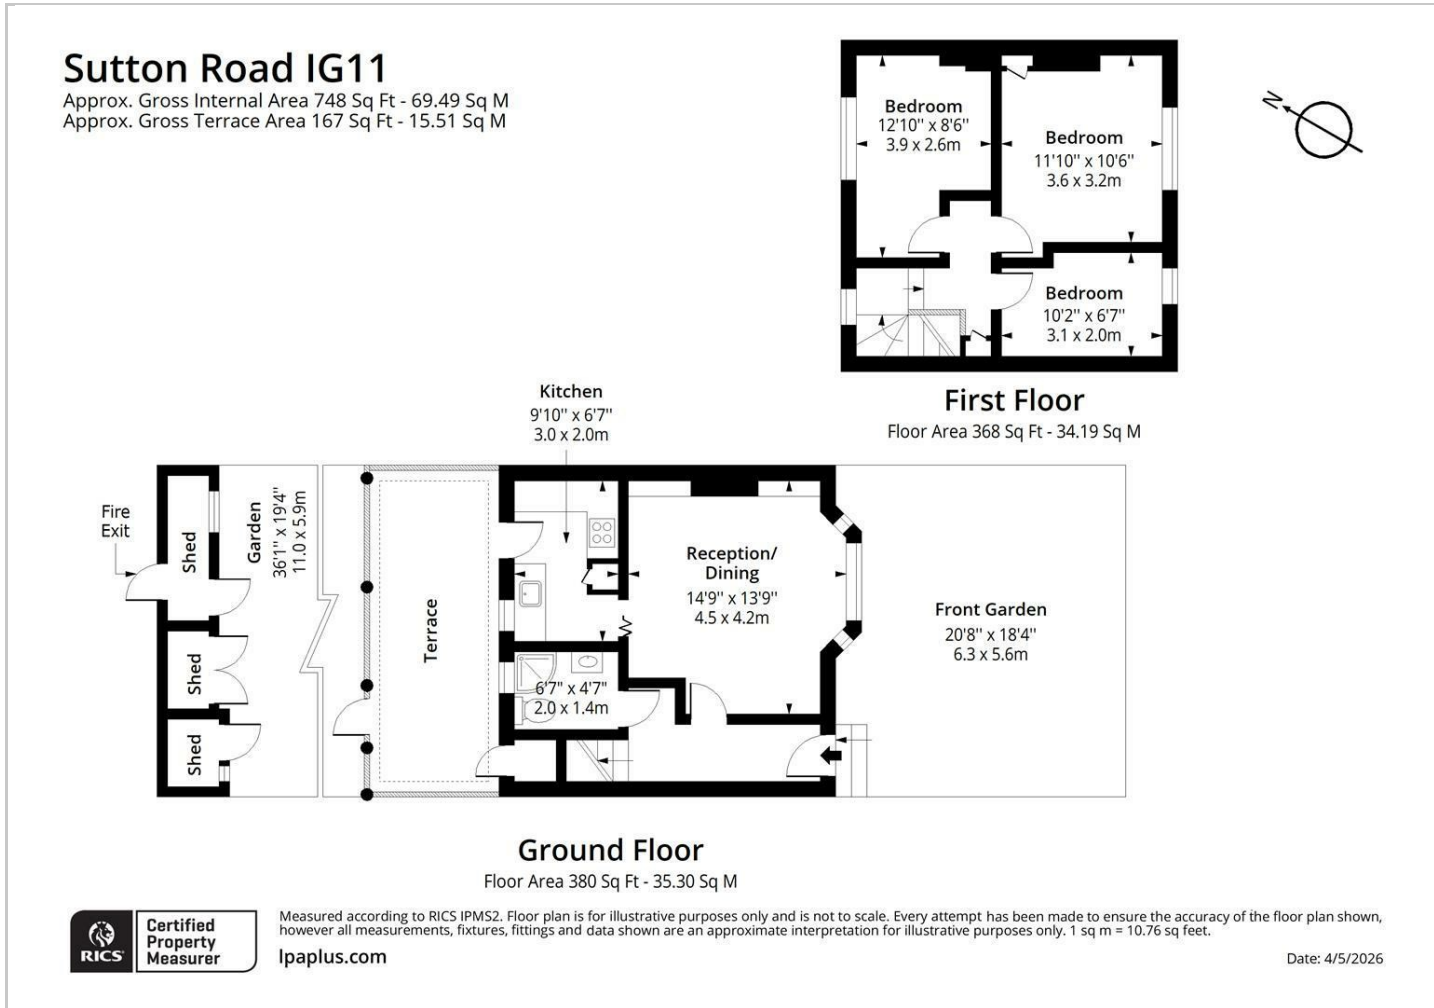 Sutton Road IG11
Approx. Gross Internal Area 748 Sq Ft - 69.49 Sq M
Approx. Gross Terrace Area 167 Sq Ft - 15.51 Sq M
N
Bedroom
12'10'' x 8'6''
3.9 x 2.6m
Bedroom
11'10'' x 10'6''
3.6 x 3.2m
Bedroom
10'2'' x 6'7''
3.1 x 2.0m
First Floor
Floor Area 368 Sq Ft - 34.19 Sq M
Kitchen
9'10'' x 6'7''
3.0 x 2.0m
Fire
Exit
Shed
Shed
Shed
Garden
36'1'' x 19'4''
11.0 x 5.9m
Terrace
Reception/
Dining
14'9'' x 13'9''
4.5 x 4.2m
6'7" x 4'7"
2.0 x 1.4m
Front Garden
20'8'' x 18'4''
6.3 x 5.6m
Ground Floor
Floor Area 380 Sq Ft - 35.30 Sq M
RICS
Certified
Property
Measurer
Measured according to RICS IPMS2. Floor plan is for illustrative purposes only and is not to scale. Every attempt has been made to ensure the accuracy of the floor plan shown,
however all measurements, fixtures, fittings and data shown are an approximate interpretation for illustrative purposes only. 1 sq m = 10.76 sq feet.
lpaplus.com
Date: 4/5/2026